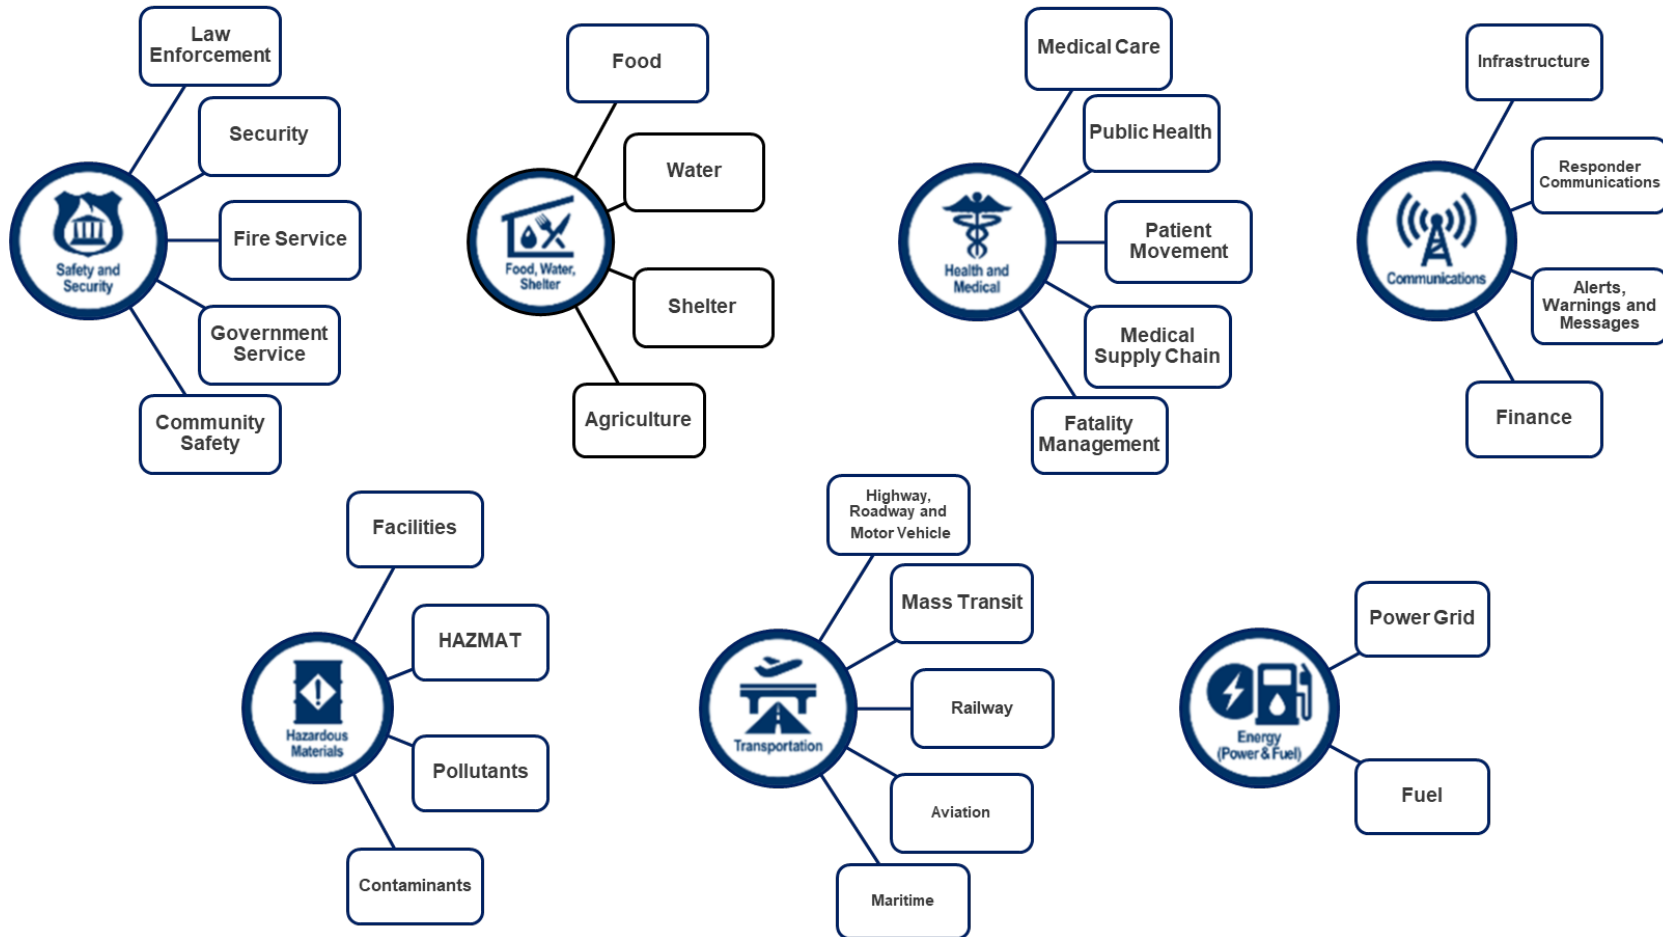 Law
Enforcement
Security
Fire Service
Government
Service
Community
Safety
Safety and
Security
Food
Water
Shelter
Agriculture
Food, Water,
Shelter
Medical Care
Public Health
Patient
Movement
Medical
Supply Chain
Fatality
Management
Health and
Medical
Infrastructure
Responder
Communications
Alerts,
Warnings and
Messages
Finance
Communications
Facilities
HAZMAT
Pollutants
Contaminants
Hazardous
Materials
Highway,
Roadway and
Motor Vehicle
Mass Transit
Railway
Aviation
Maritime
Transportation
Power Grid
Fuel
Energy
(Power & Fuel)